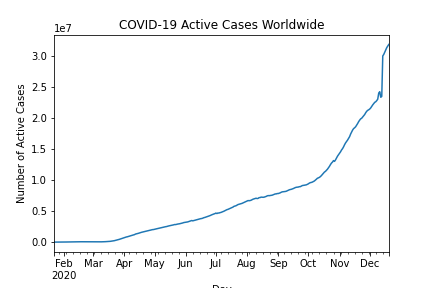 COVID-19 Active Cases Worldwide
1e7
3.0
2.5
2.0
1.5
1.0
0.5
0.0
Number of Active Cases
Feb Mar Apr May Jun Jul Aug Sep Oct Nov Dec
2020